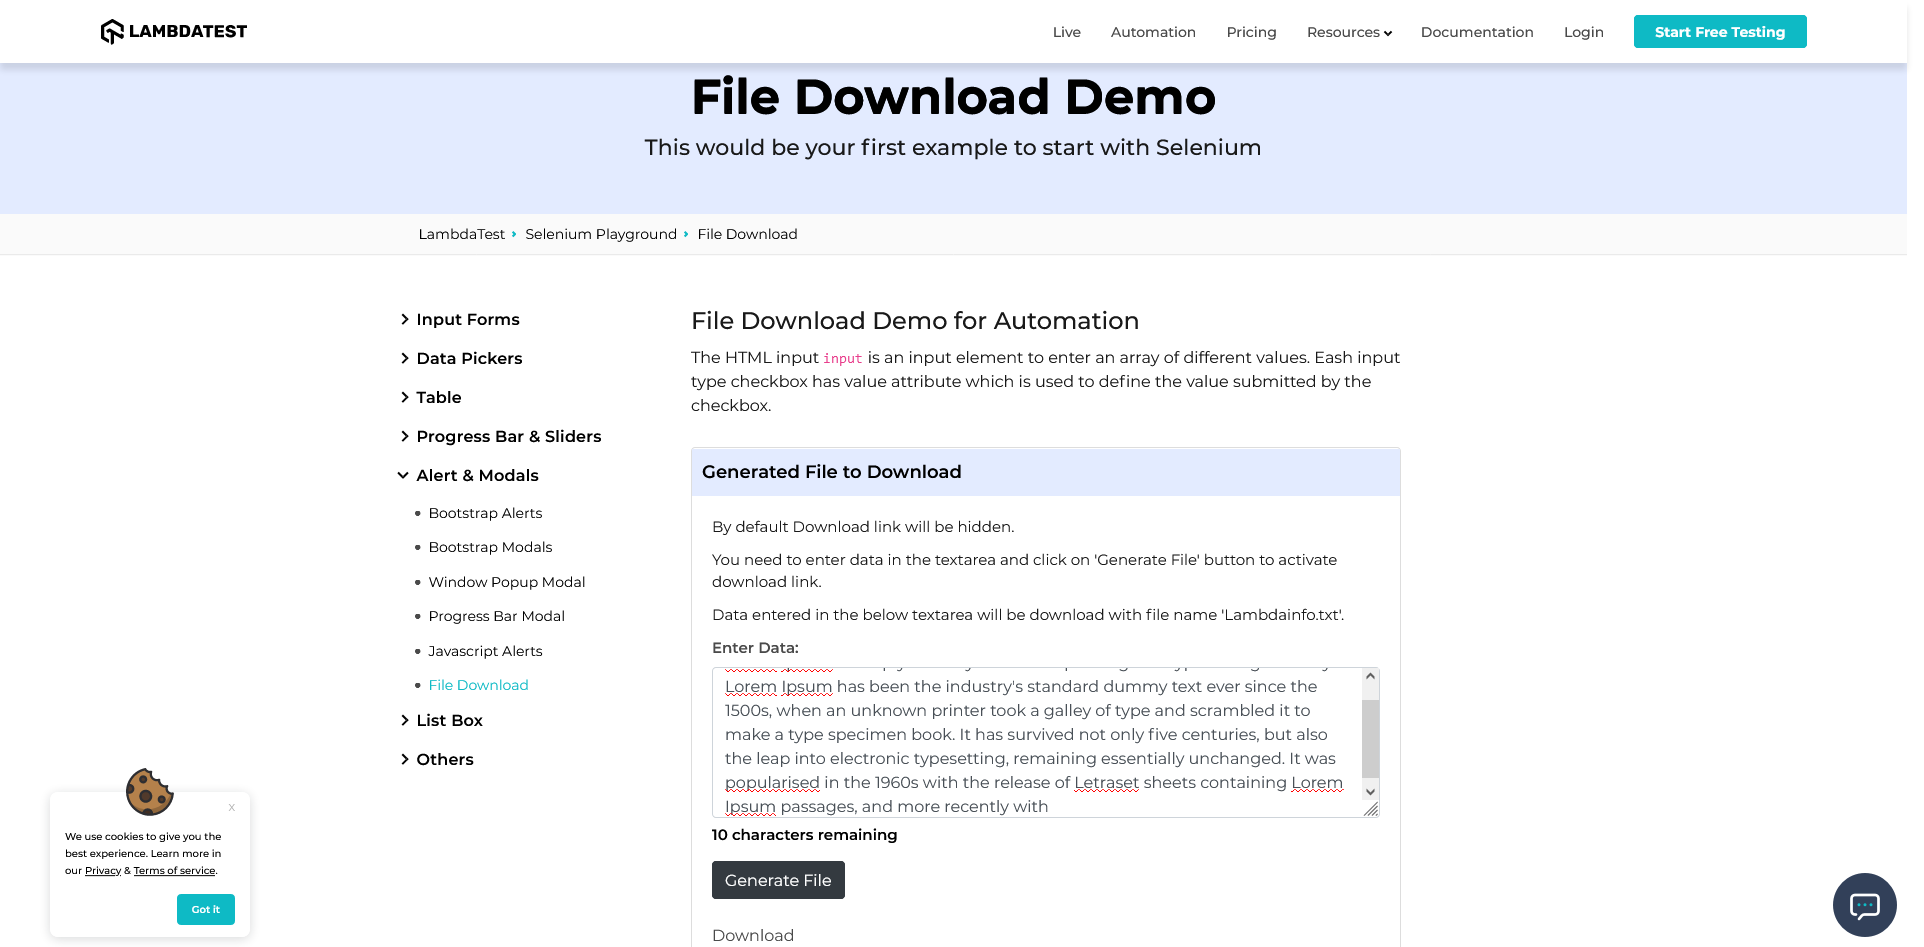 LAMBDATEST
Live
Automation
Pricing
Resources
Documentation
Login
Start Free Testing
File Download Demo
This would be your first example to start with Selenium
LambdaTest
Selenium Playground
File Download
Input Forms
Data Pickers
Table
Progress Bar & Sliders
Alert & Modals
Bootstrap Alerts
Bootstrap Modals
Window Popup Modal
Progress Bar Modal
Javascript Alerts
File Download
List Box
Others
File Download Demo for Automation
The HTML input input is an input element to enter an array of different values. Eash input
type checkbox has value attribute which is used to define the value submitted by the
checkbox.
Generated File to Download
By default Download link will be hidden.
You need to enter data in the textarea and click on 'Generate File' button to activate
download link.
Data entered in the below textarea will be download with file name 'Lambdainfo.txt'.
Enter Data:
Lorem Ipsum has been the industry's standard dummy text ever since the
1500s, when an unknown printer took a galley of type and scrambled it to
make a type specimen book. It has survived not only five centuries, but also
the leap into electronic typesetting, remaining essentially unchanged. It was
popularised in the 1960s with the release of Letraset sheets containing Lorem
Ipsum passages, and more recently with
10 characters remaining
Generate File
Download
x
We use cookies to give you the
best experience. Learn more in
our Privacy & Terms of service.
Got it